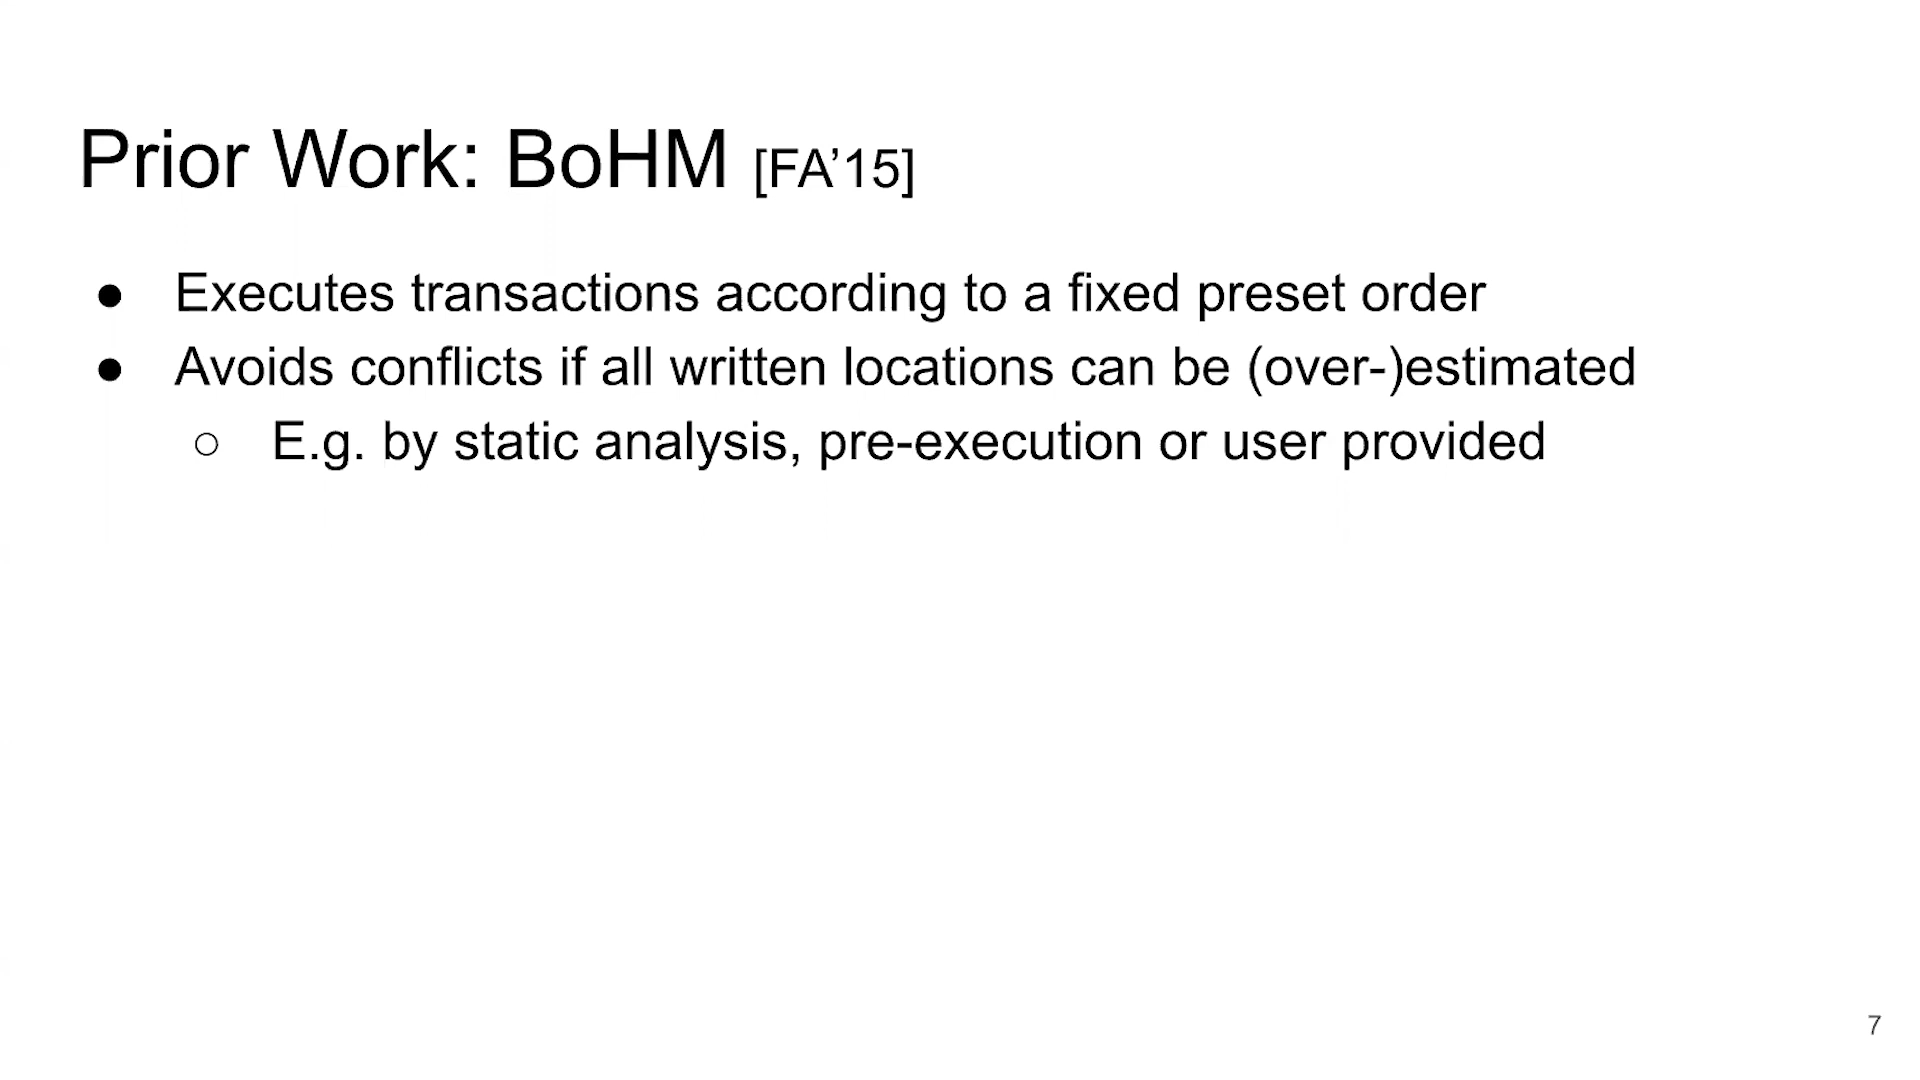 Prior Work: BoHM [FA’15]
● Executes transactions according to a fixed preset order
● Avoids conflicts if all written locations can be (over-)estimated
○ E.g. by static analysis, pre-execution or user provided
7